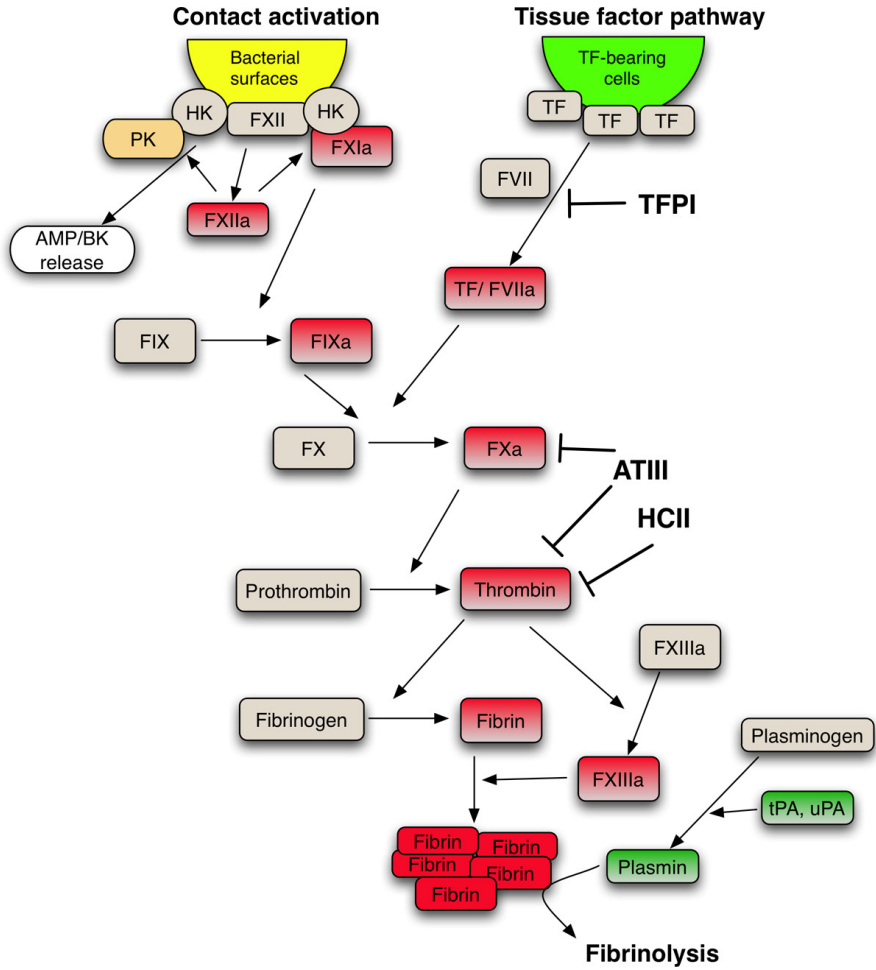 Contact activation
Tissue factor pathway
Bacterial
surfaces
TF-bearing
cells
HK
FXII
HK
TF
TF
TF
PK
FXIa
FVII
TFPI
FXIIa
AMP/BK
release
TF/ FVIIa
FIX
FIXa
FX
FXa
ATIII
HCII
Prothrombin
Thrombin
FXIIIa
Fibrinogen
Fibrin
Plasminogen
FXIIIa
tPA, uPA
Fibrin
Fibrin
Fibrin
Fibrin
Fibrin
Plasmin
Fibrinolysis